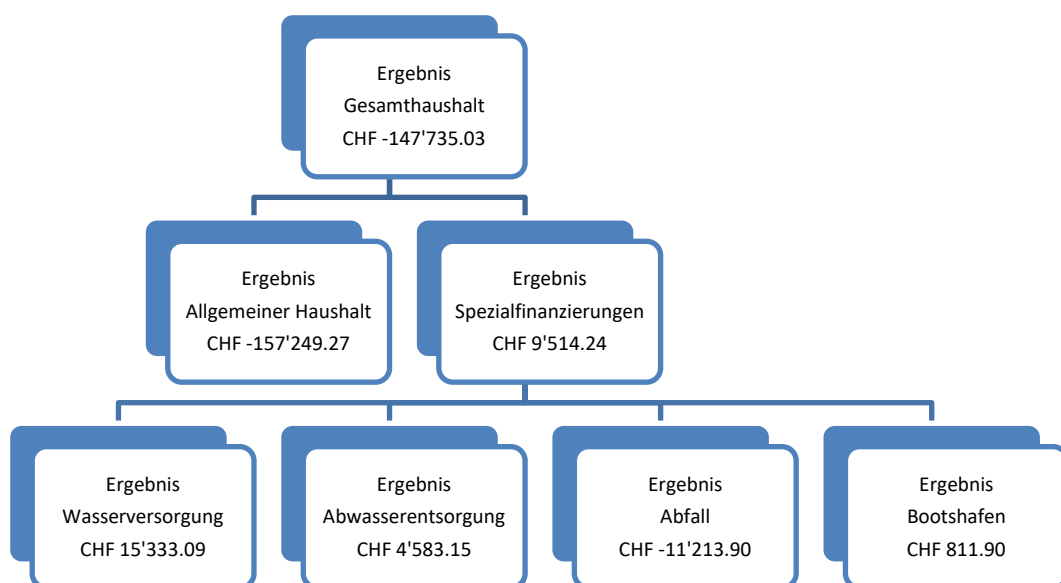 Ergebnis
Gesamthaushalt
CHF -147'735.03
Ergebnis
Allgemeiner Haushalt
CHF -157'249.27
Ergebnis
Spezialfinanzierungen
CHF 9'514.24
Ergebnis
Wasserversorgung
CHF 15'333.09
Ergebnis
Abwasserentsorgung
CHF 4'583.15
Ergebnis
Abfall
CHF -11'213.90
Ergebnis
Bootshafen
CHF 811.90